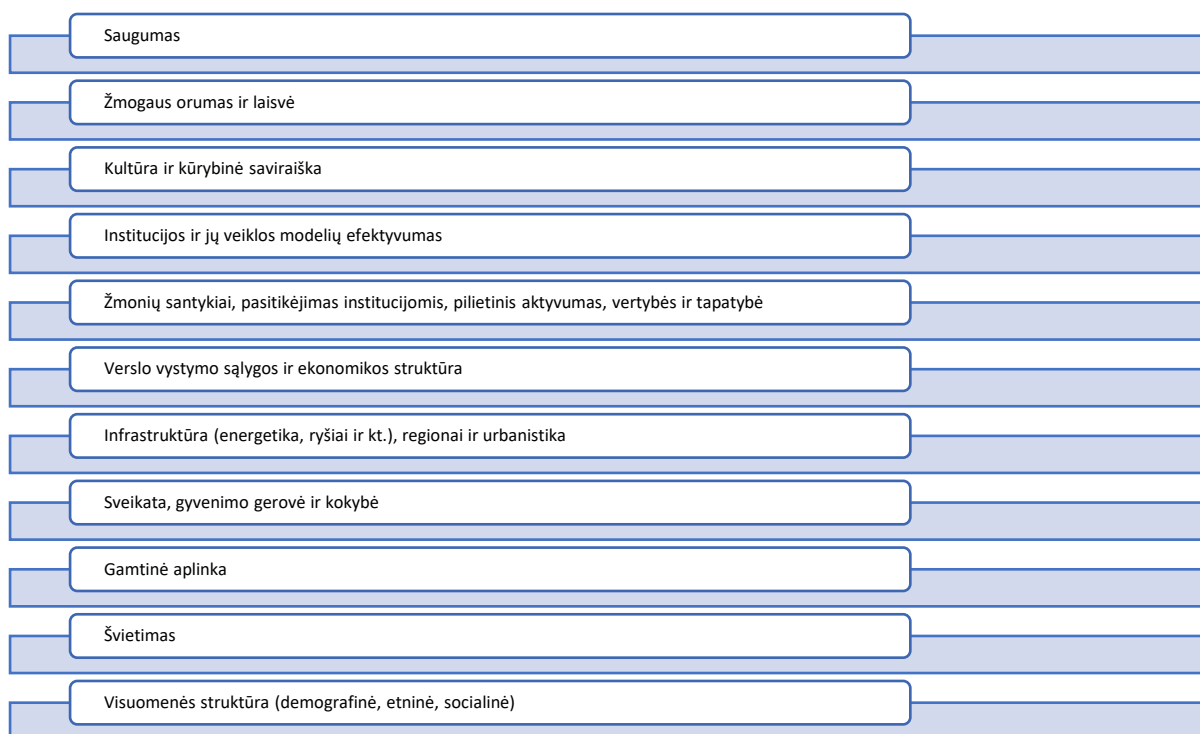 Saugumas
Žmogaus orumas ir laisvė
Kultūra ir kūrybinė saviraiška
Institucijos ir jų veiklos modelių efektyvumas
Žmonių santykiai, pasitikėjimas institucijomis, pilietinis aktyvumas, vertybės ir tapatybė
Verslo vystymo sąlygos ir ekonomikos struktūra
Infrastruktūra (energetika, ryšiai ir kt.), regionai ir urbanistika
Sveikata, gyvenimo gerovė ir kokybė
Gamtinė aplinka
Švietimas
Visuomenės struktūra (demografinė, etninė, socialinė)